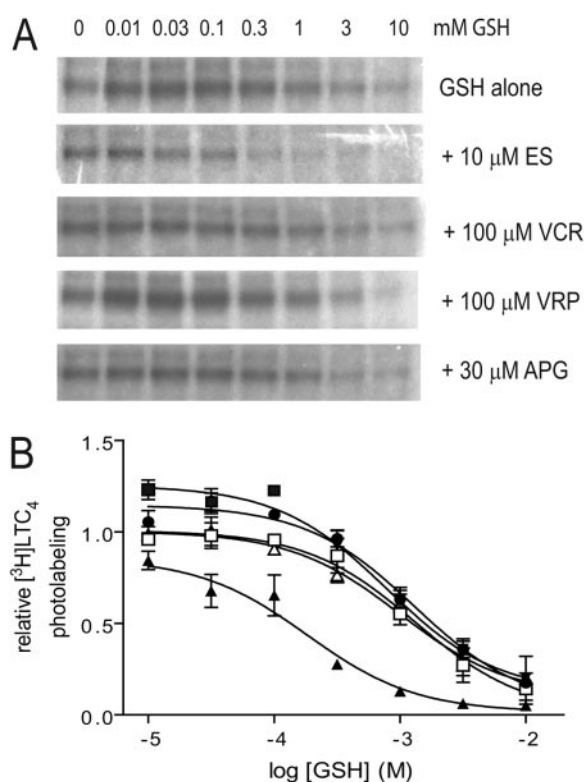 A
0 0.01 0.03 0.1 0.3 1 3 10 mM GSH
GSH alone
+ 10 μM ES
+ 100 μM VCR
+ 100 μM VRP
+ 30 μM APG
B
relative [³H]LTC₄
photolabeling
1.5
1.0
0.5
0.0
-5 -4 -3 -2
log [GSH] (M)